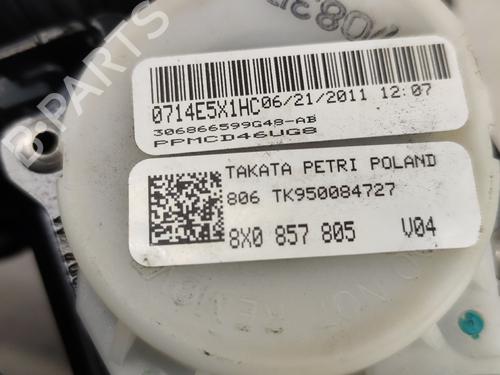 B PARTS
0714E5X1HC06/21/2011 12:07
306866599G48-AB
PPMCD46UG8
TAKATA PETRI POLAND
806 TK950084727
8X0 857 805 V04